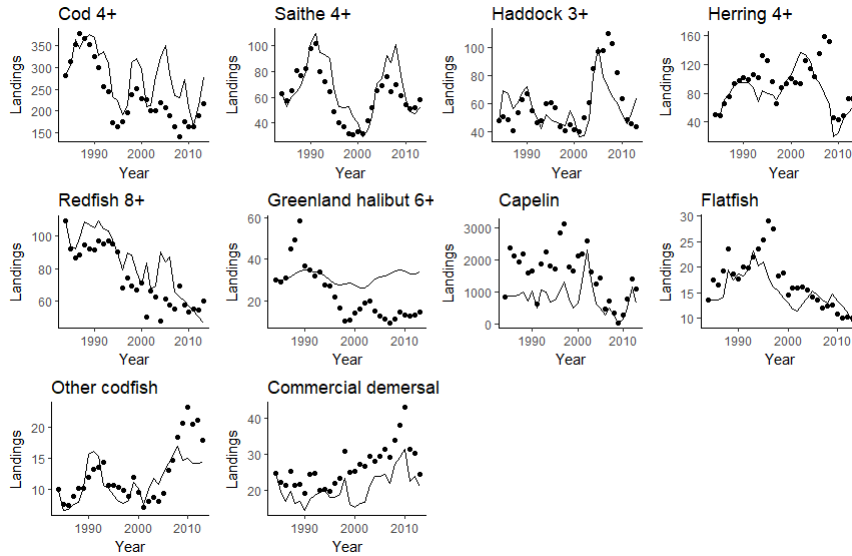 Cod 4+ Saithe 4+ Haddock 3+ Herring 4+
350 300 250 200 150 100 80 60 40 100 80 60 40 160 120 80 40
Landings Landings Landings Landings
1990 2000 2010 1990 2000 2010 1990 2000 2010 1990 2000 2010
Year Year Year Year
Redfish 8+ Greenland halibut 6+ Capelin Flatfish
100 80 60 60 40 20 3000 2000 1000 0 30 25 20 15 10
Landings Landings Landings Landings
1990 2000 2010 1990 2000 2010 1990 2000 2010 1990 2000 2010
Year Year Year Year
Other codfish Commercial demersal
20 15 10 40 30 20
Landings Landings
1990 2000 2010 1990 2000 2010
Year Year